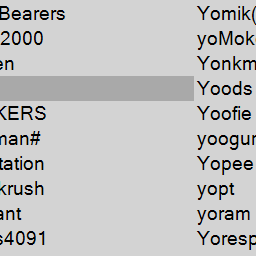 Bearers Yomik(
2000 yoMok
en Yonkm
Yoods
KERS Yoofie
man# yoogur
tation Yopee
krush yopt
ant yoram
s4091 Yoresp